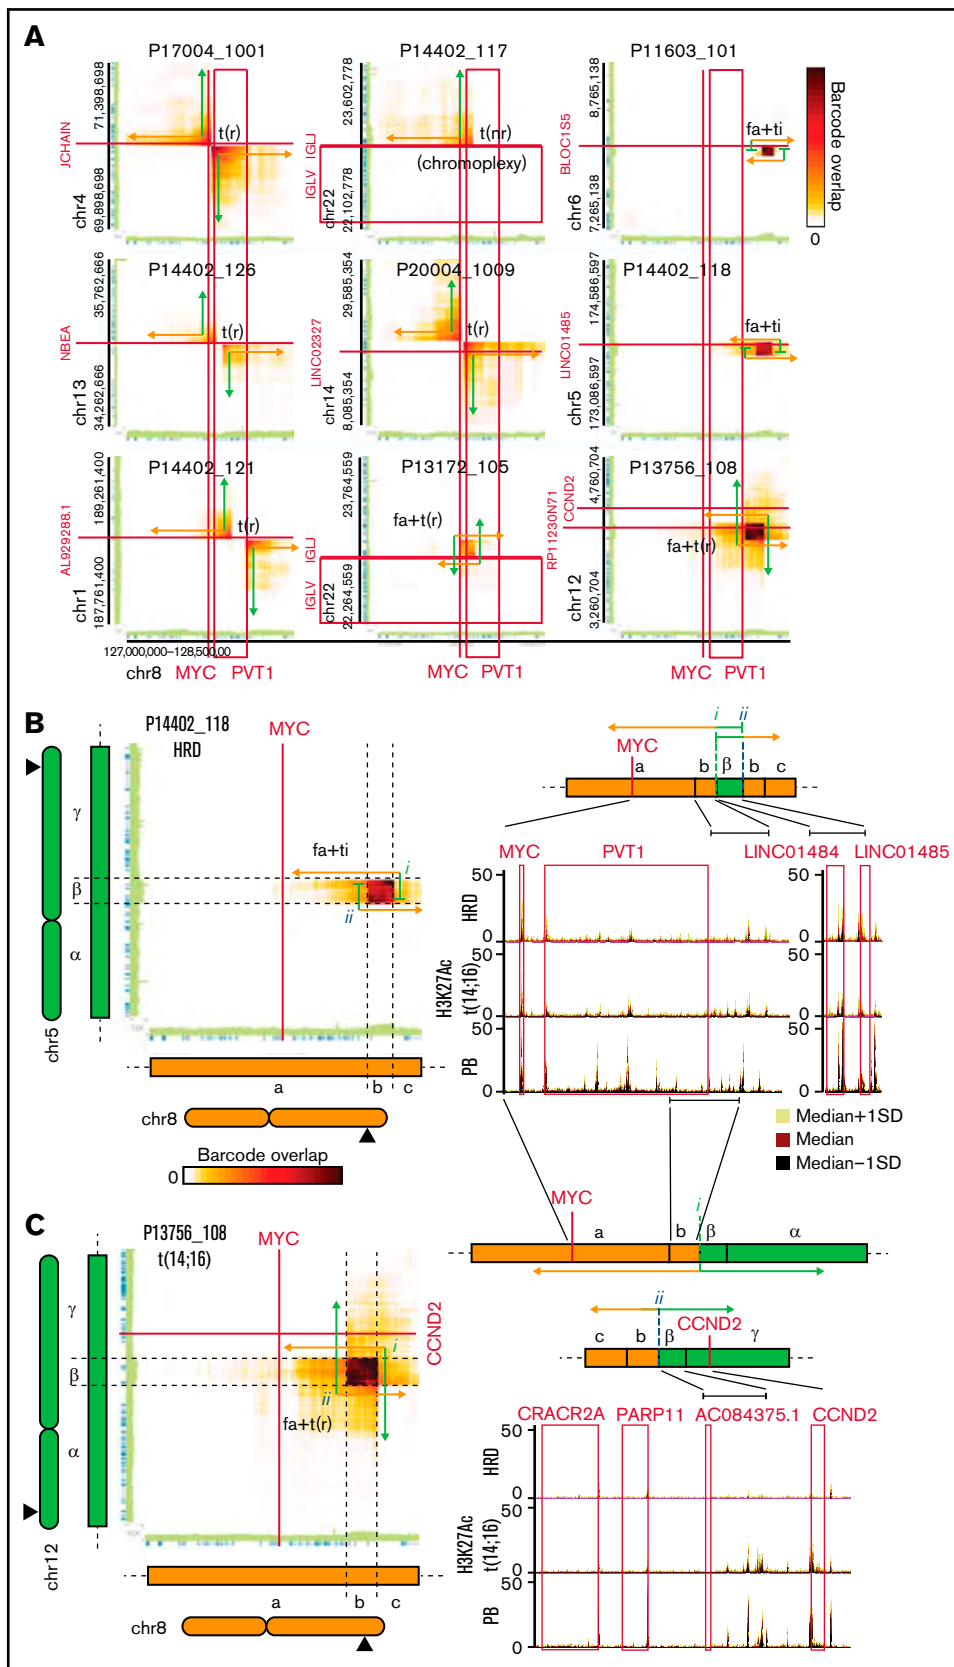 A
P17004_1001
P14402_117
P11603_101
JCHAIN
chr4
69,898,698
71,398,698
t(r)
IGLV IGLJ
chr22
22,102,778
23,602,778
t(nr)
(chromoplexy)
BLOC1S5
chr6
7,265,138
8,765,138
fa+ti
Barcode overlap
0
P14402_126
P20004_1009
P14402_118
NBEA
chr13
34,262,666
35,762,666
t(r)
LINC02327
chr14
8,085,354
29,585,354
t(r)
LINC01485
chr5
173,086,597
174,586,597
fa+ti
P14402_121
P13172_105
P13756_108
AL929288.1
chr1
187,761,400
189,261,400
t(r)
IGLV IGLJ
chr22
22,264,559
23,764,559
fa+t(r)
RP11230N71
CCND2
chr12
3,260,704
4,760,704
fa+t(r)
127,000,000–128,500,00
chr8 MYC PVT1
MYC PVT1
MYC PVT1
B
P14402_118
HRD
MYC
γ
β
α
chr5
fa+ti
i
ii
a b c
chr8
Barcode overlap
0
i ii
MYC
a b β b c
MYC PVT1 LINC01484 LINC01485
50
0
HRD
50
0
H3K27Ac
t(14;16)
50
0
PB
Median+1SD
Median
Median−1SD
C
P13756_108
t(14;16)
MYC
CCND2
γ
β
α
chr12
i
ii
fa+t(r)
a b c
chr8
MYC
i
a b β α
ii
CCND2
c b β γ
CRACR2A PARP11 AC084375.1 CCND2
50
0
HRD
50
0
H3K27Ac
t(14;16)
50
0
PB